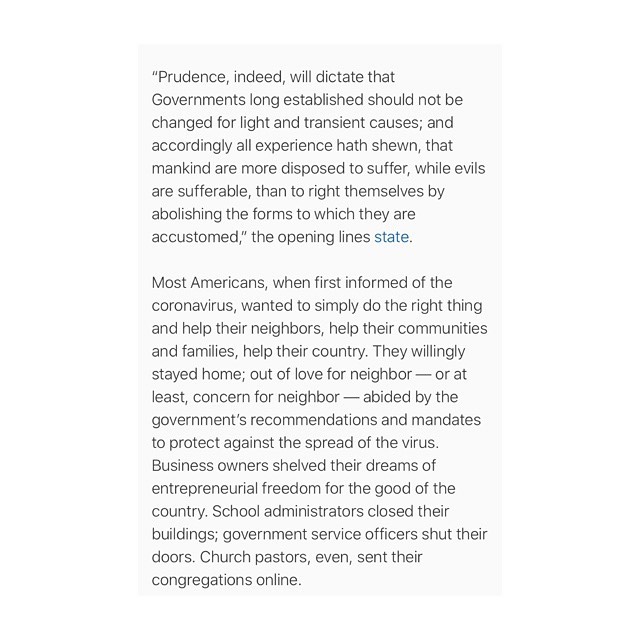 “Prudence, indeed, will dictate that
Governments long established should not be
changed for light and transient causes; and
accordingly all experience hath shewn, that
mankind are more disposed to suffer, while evils
are sufferable, than to right themselves by
abolishing the forms to which they are
accustomed,” the opening lines state.
Most Americans, when first informed of the
coronavirus, wanted to simply do the right thing
and help their neighbors, help their communities
and families, help their country. They willingly
stayed home; out of love for neighbor — or at
least, concern for neighbor — abided by the
government’s recommendations and mandates
to protect against the spread of the virus.
Business owners shelved their dreams of
entrepreneurial freedom for the good of the
country. School administrators closed their
buildings; government service officers shut their
doors. Church pastors, even, sent their
congregations online.